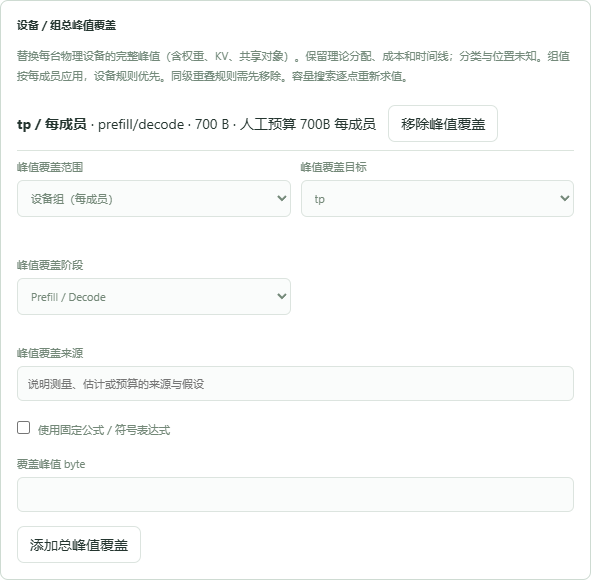 设备 / 组总峰值覆盖
替换每台物理设备的完整峰值（含权重、KV、共享对象）。保留理论分配、成本和时间线；分类与位置未知。组值
按每成员应用，设备规则优先。同级重叠规则需先移除。容量搜索逐点重新求值。
tp / 每成员 · prefill/decode · 700 B · 人工预算 700B 每成员 移除峰值覆盖
峰值覆盖范围 峰值覆盖目标
设备组（每成员） tp
峰值覆盖阶段
Prefill / Decode
峰值覆盖来源
说明测量、估计或预算的来源与假设
使用固定公式 / 符号表达式
覆盖峰值 byte
添加总峰值覆盖